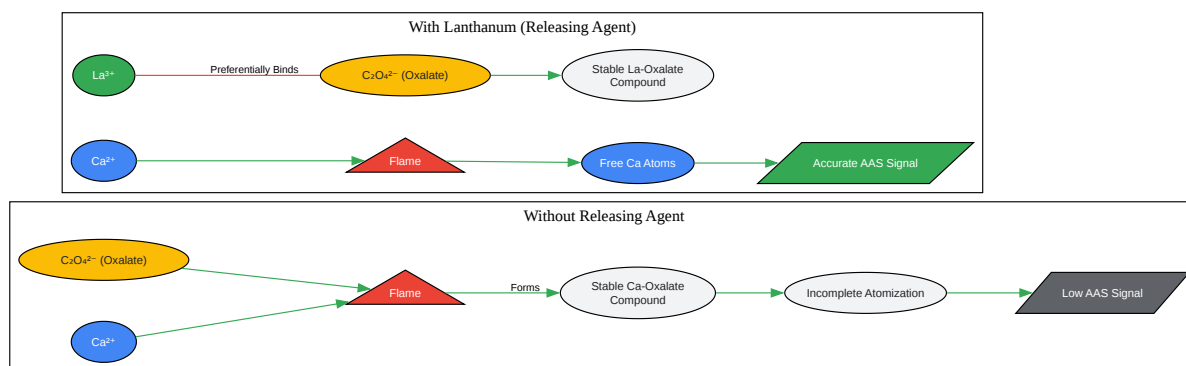 With Lanthanum (Releasing Agent)
La³⁺
Preferentially Binds
C₂O₄²⁻ (Oxalate)
Stable La-Oxalate
Compound
Ca²⁺
Flame
Free Ca Atoms
Accurate AAS Signal
Without Releasing Agent
C₂O₄²⁻ (Oxalate)
Ca²⁺
Flame
Forms
Stable Ca-Oxalate
Compound
Incomplete Atomization
Low AAS Signal